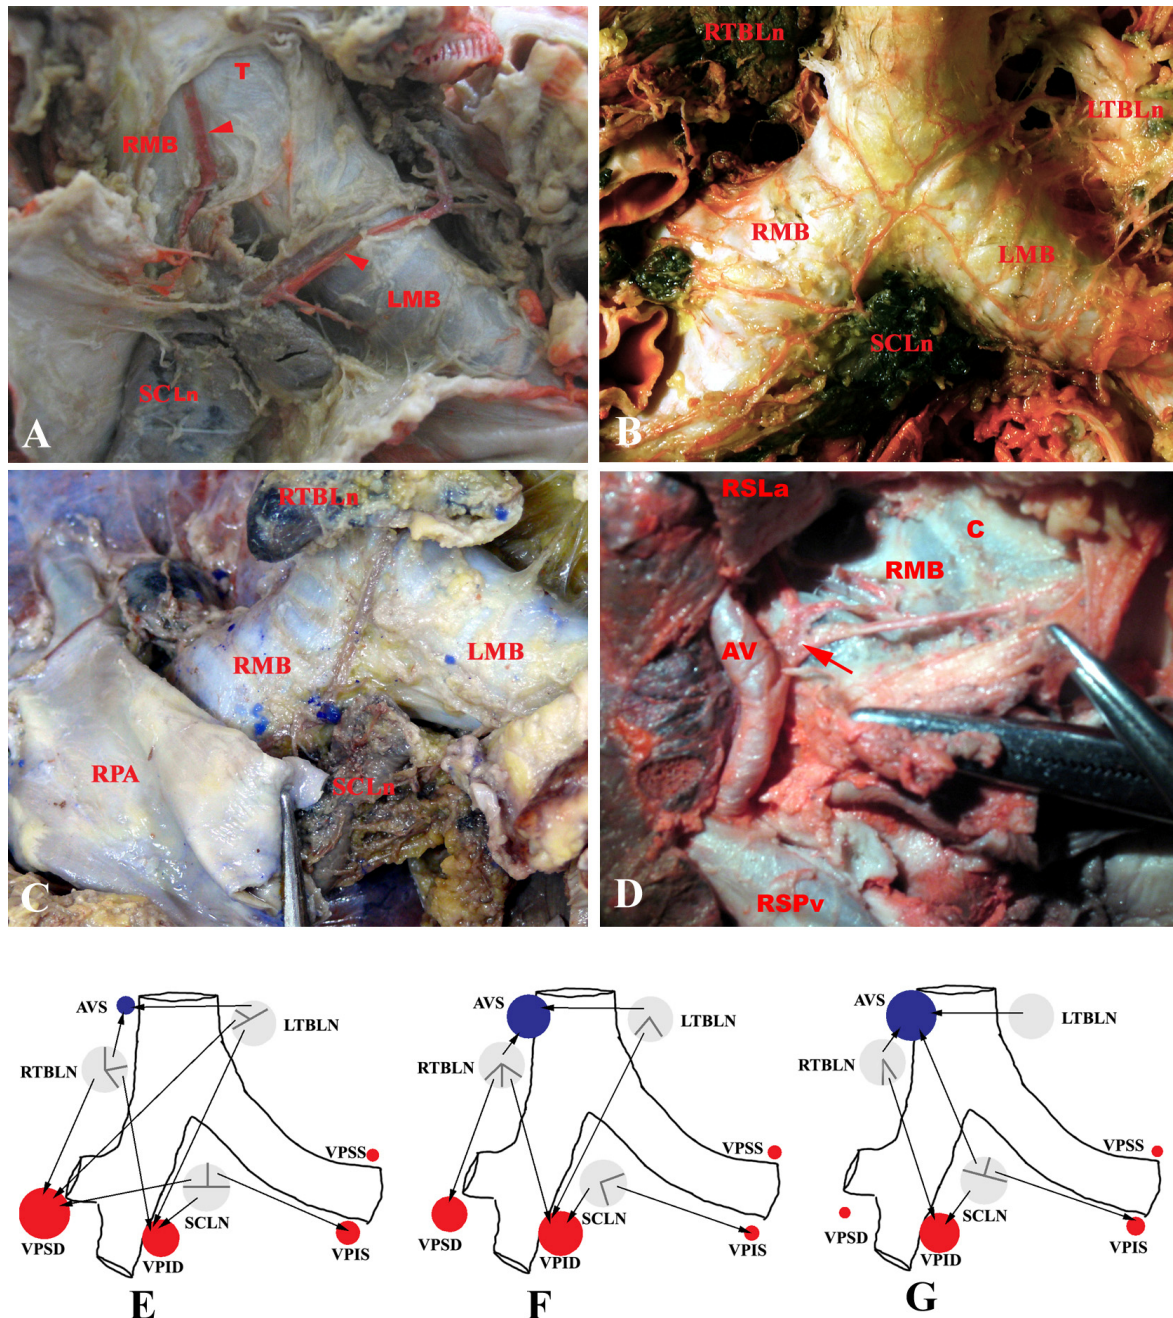 T
RMB
LMB
SCLn
A
RTBLn
LTBLn
RMB
LMB
SCLn
B
RTBLn
RMB
LMB
RPA
SCLn
C
RSLa
C
RMB
AV
RSPv
D
AVS
LTBLN
RTBLN
VPSS
SCLN
VPSD
VPID
VPIS
E
AVS
LTBLN
RTBLN
VPSS
SCLN
VPSD
VPID
VPIS
F
AVS
LTBLN
RTBLN
VPSS
SCLN
VPSD
VPID
VPIS
G